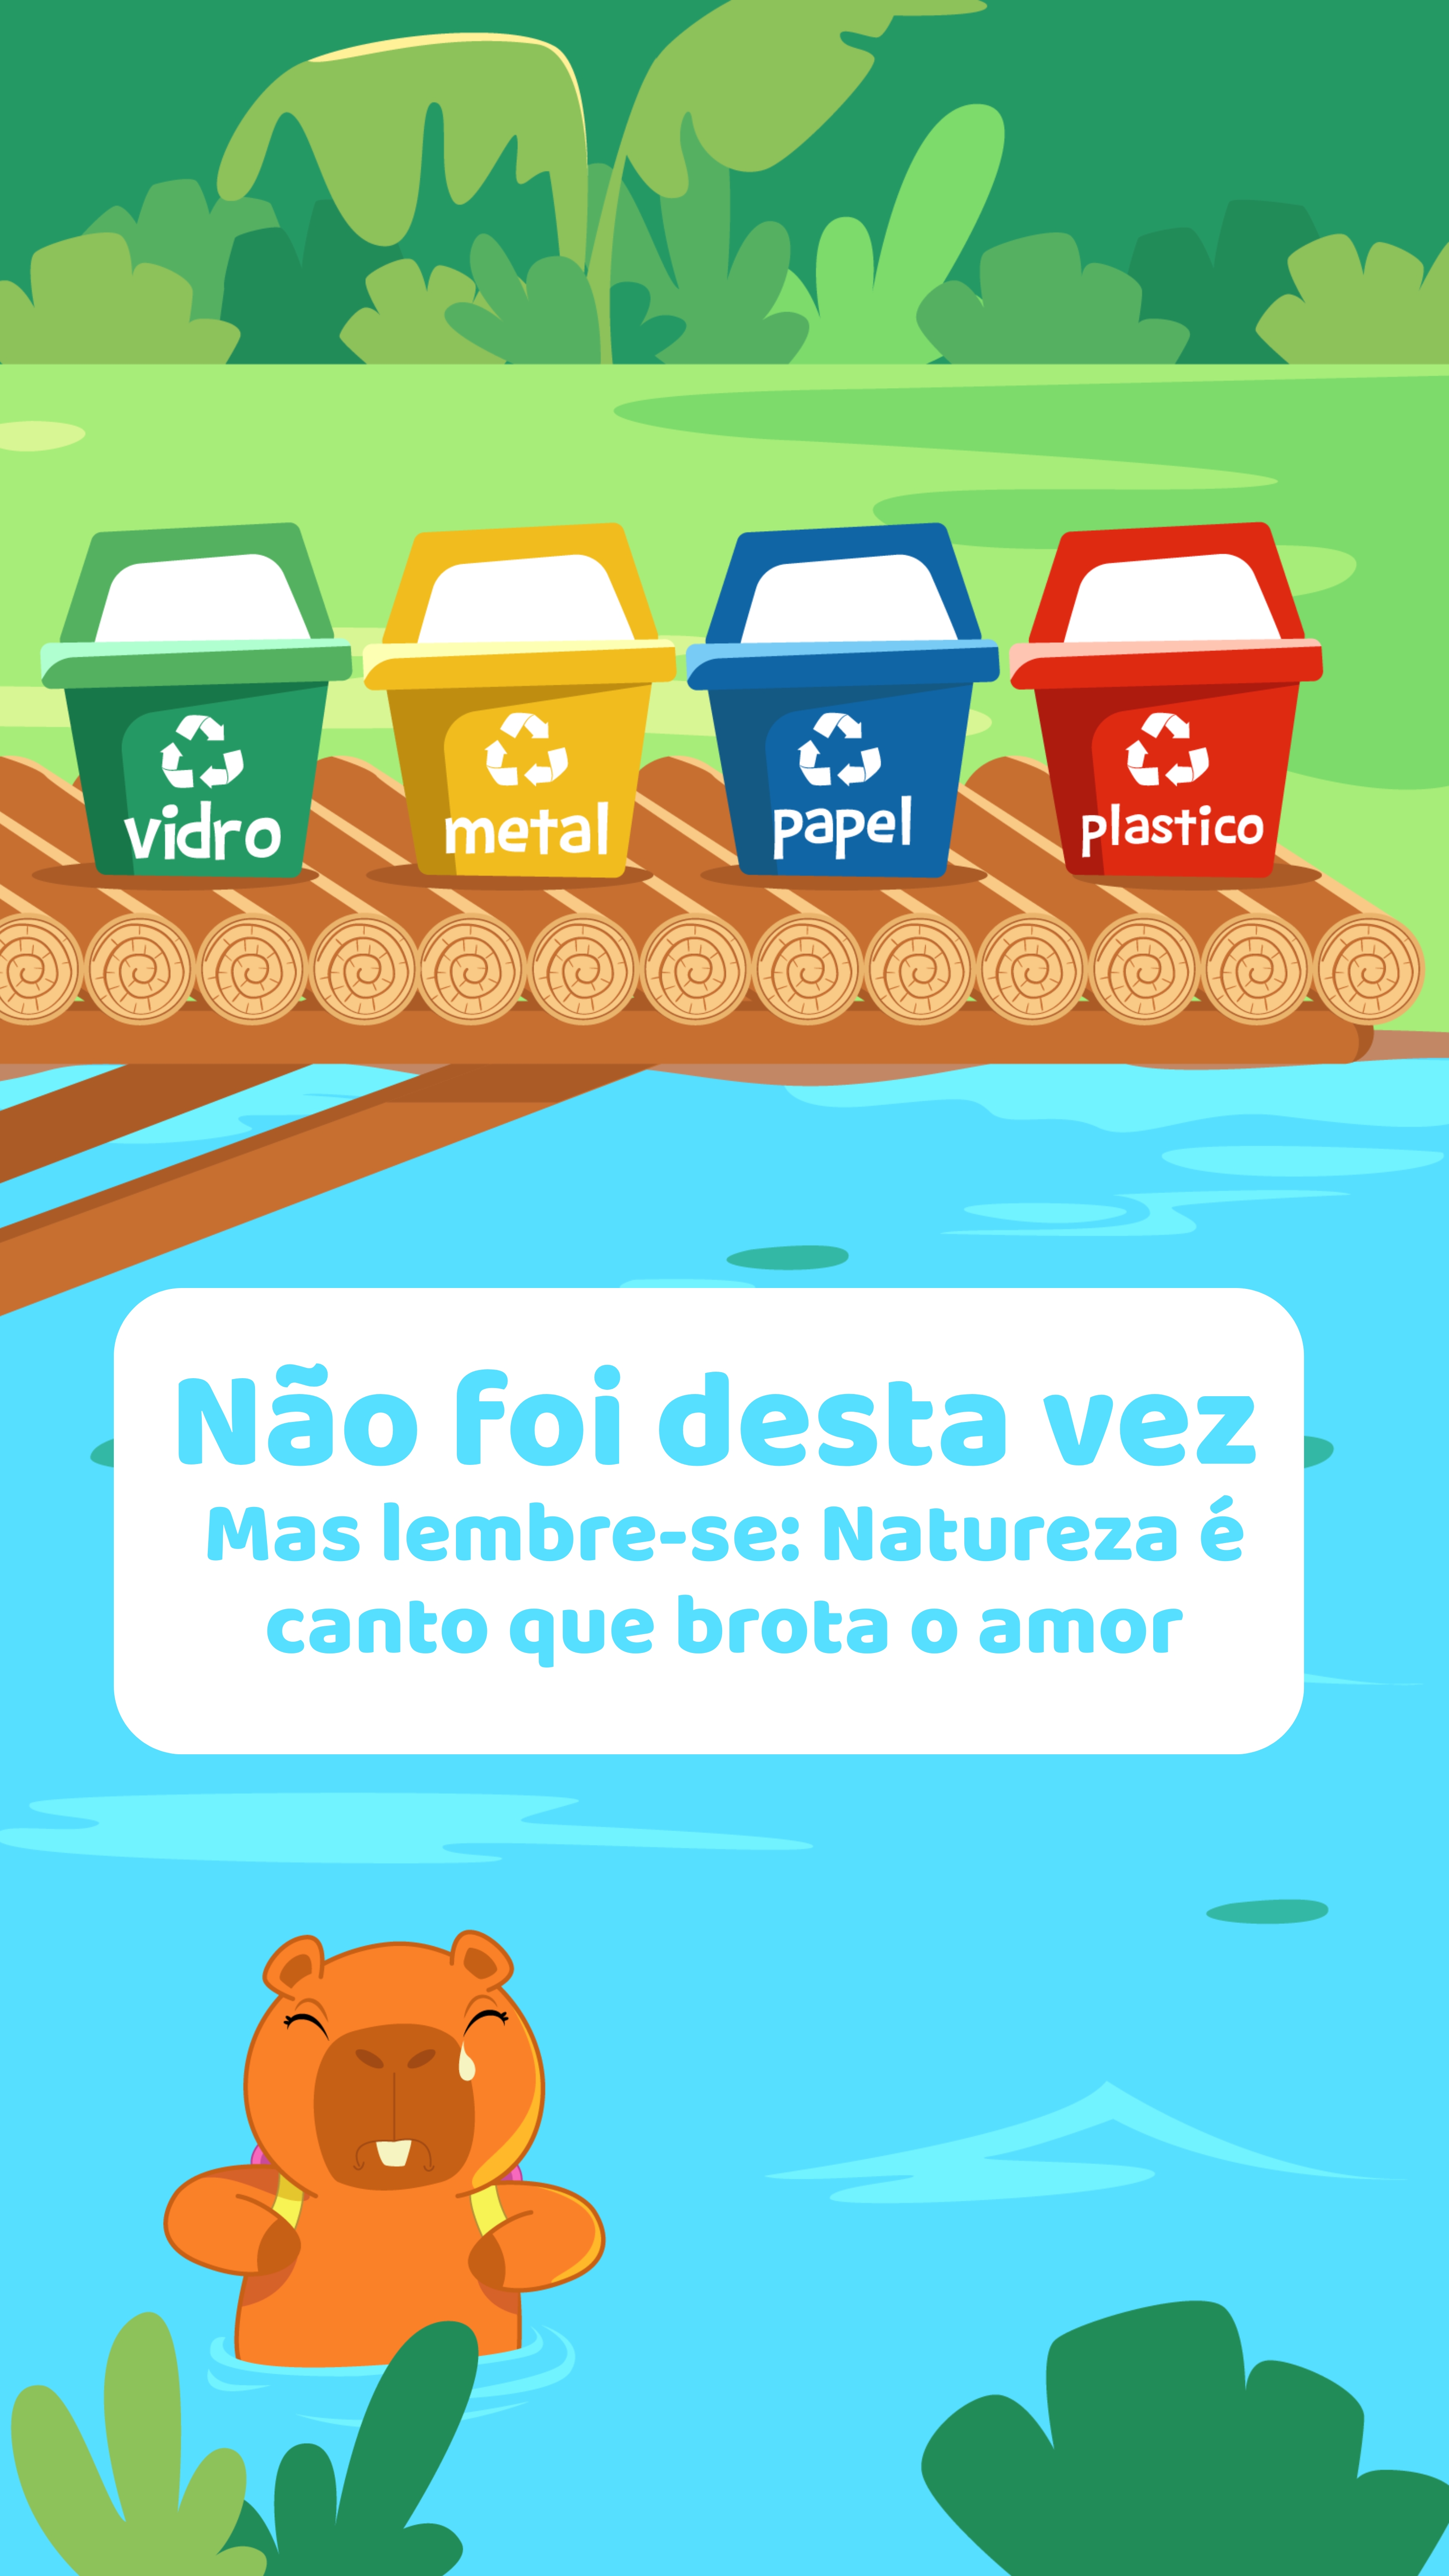 vidro
metal
papel
plastico
Não foi desta vez
Mas lembre-se: Natureza é
canto que brota o amor